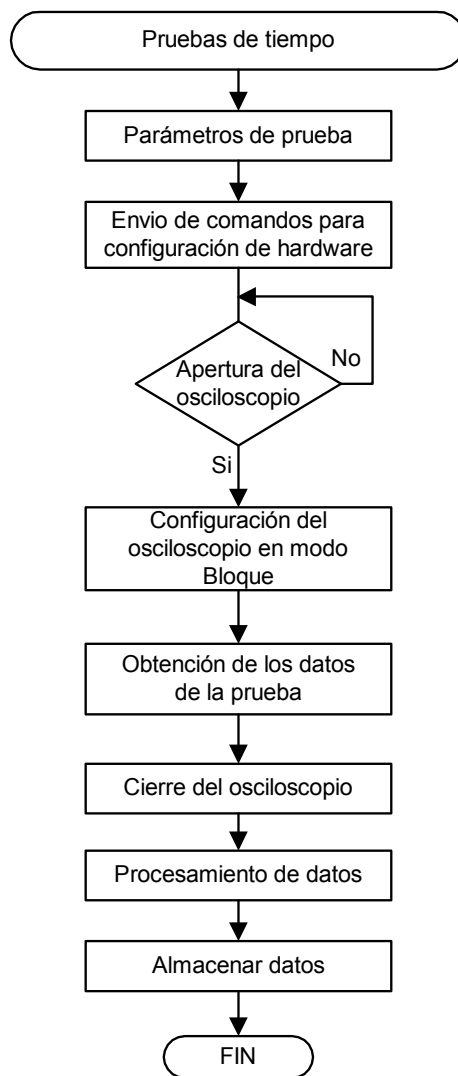 Pruebas de tiempo
Parámetros de prueba
Envio de comandos para
configuración de hardware
No
Apertura del
osciloscopio
Si
Configuración del
osciloscopio en modo
Bloque
Obtención de los datos
de la prueba
Cierre del osciloscopio
Procesamiento de datos
Almacenar datos
FIN